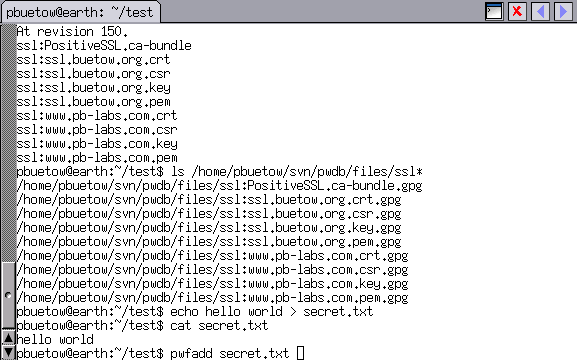 pbuetow@earth: ~/test
At revision 150.
ssl:PositiveSSL.ca-bundle
ssl:ssl.buetow.org.crt
ssl:ssl.buetow.org.csr
ssl:ssl.buetow.org.key
ssl:ssl.buetow.org.pem
ssl:www.pb-labs.com.crt
ssl:www.pb-labs.com.csr
ssl:www.pb-labs.com.key
ssl:www.pb-labs.com.pem
pbuetow@earth:~/test$ ls /home/pbuetow/svn/pwdb/files/ssl*
/home/pbuetow/svn/pwdb/files/ssl:PositiveSSL.ca-bundle.gpg
/home/pbuetow/svn/pwdb/files/ssl:ssl.buetow.org.crt.gpg
/home/pbuetow/svn/pwdb/files/ssl:ssl.buetow.org.csr.gpg
/home/pbuetow/svn/pwdb/files/ssl:ssl.buetow.org.key.gpg
/home/pbuetow/svn/pwdb/files/ssl:ssl.buetow.org.pem.gpg
/home/pbuetow/svn/pwdb/files/ssl:www.pb-labs.com.crt.gpg
/home/pbuetow/svn/pwdb/files/ssl:www.pb-labs.com.csr.gpg
/home/pbuetow/svn/pwdb/files/ssl:www.pb-labs.com.key.gpg
/home/pbuetow/svn/pwdb/files/ssl:www.pb-labs.com.pem.gpg
pbuetow@earth:~/test$ echo hello world > secret.txt
pbuetow@earth:~/test$ cat secret.txt
hello world
pbuetow@earth:~/test$ pwfadd secret.txt